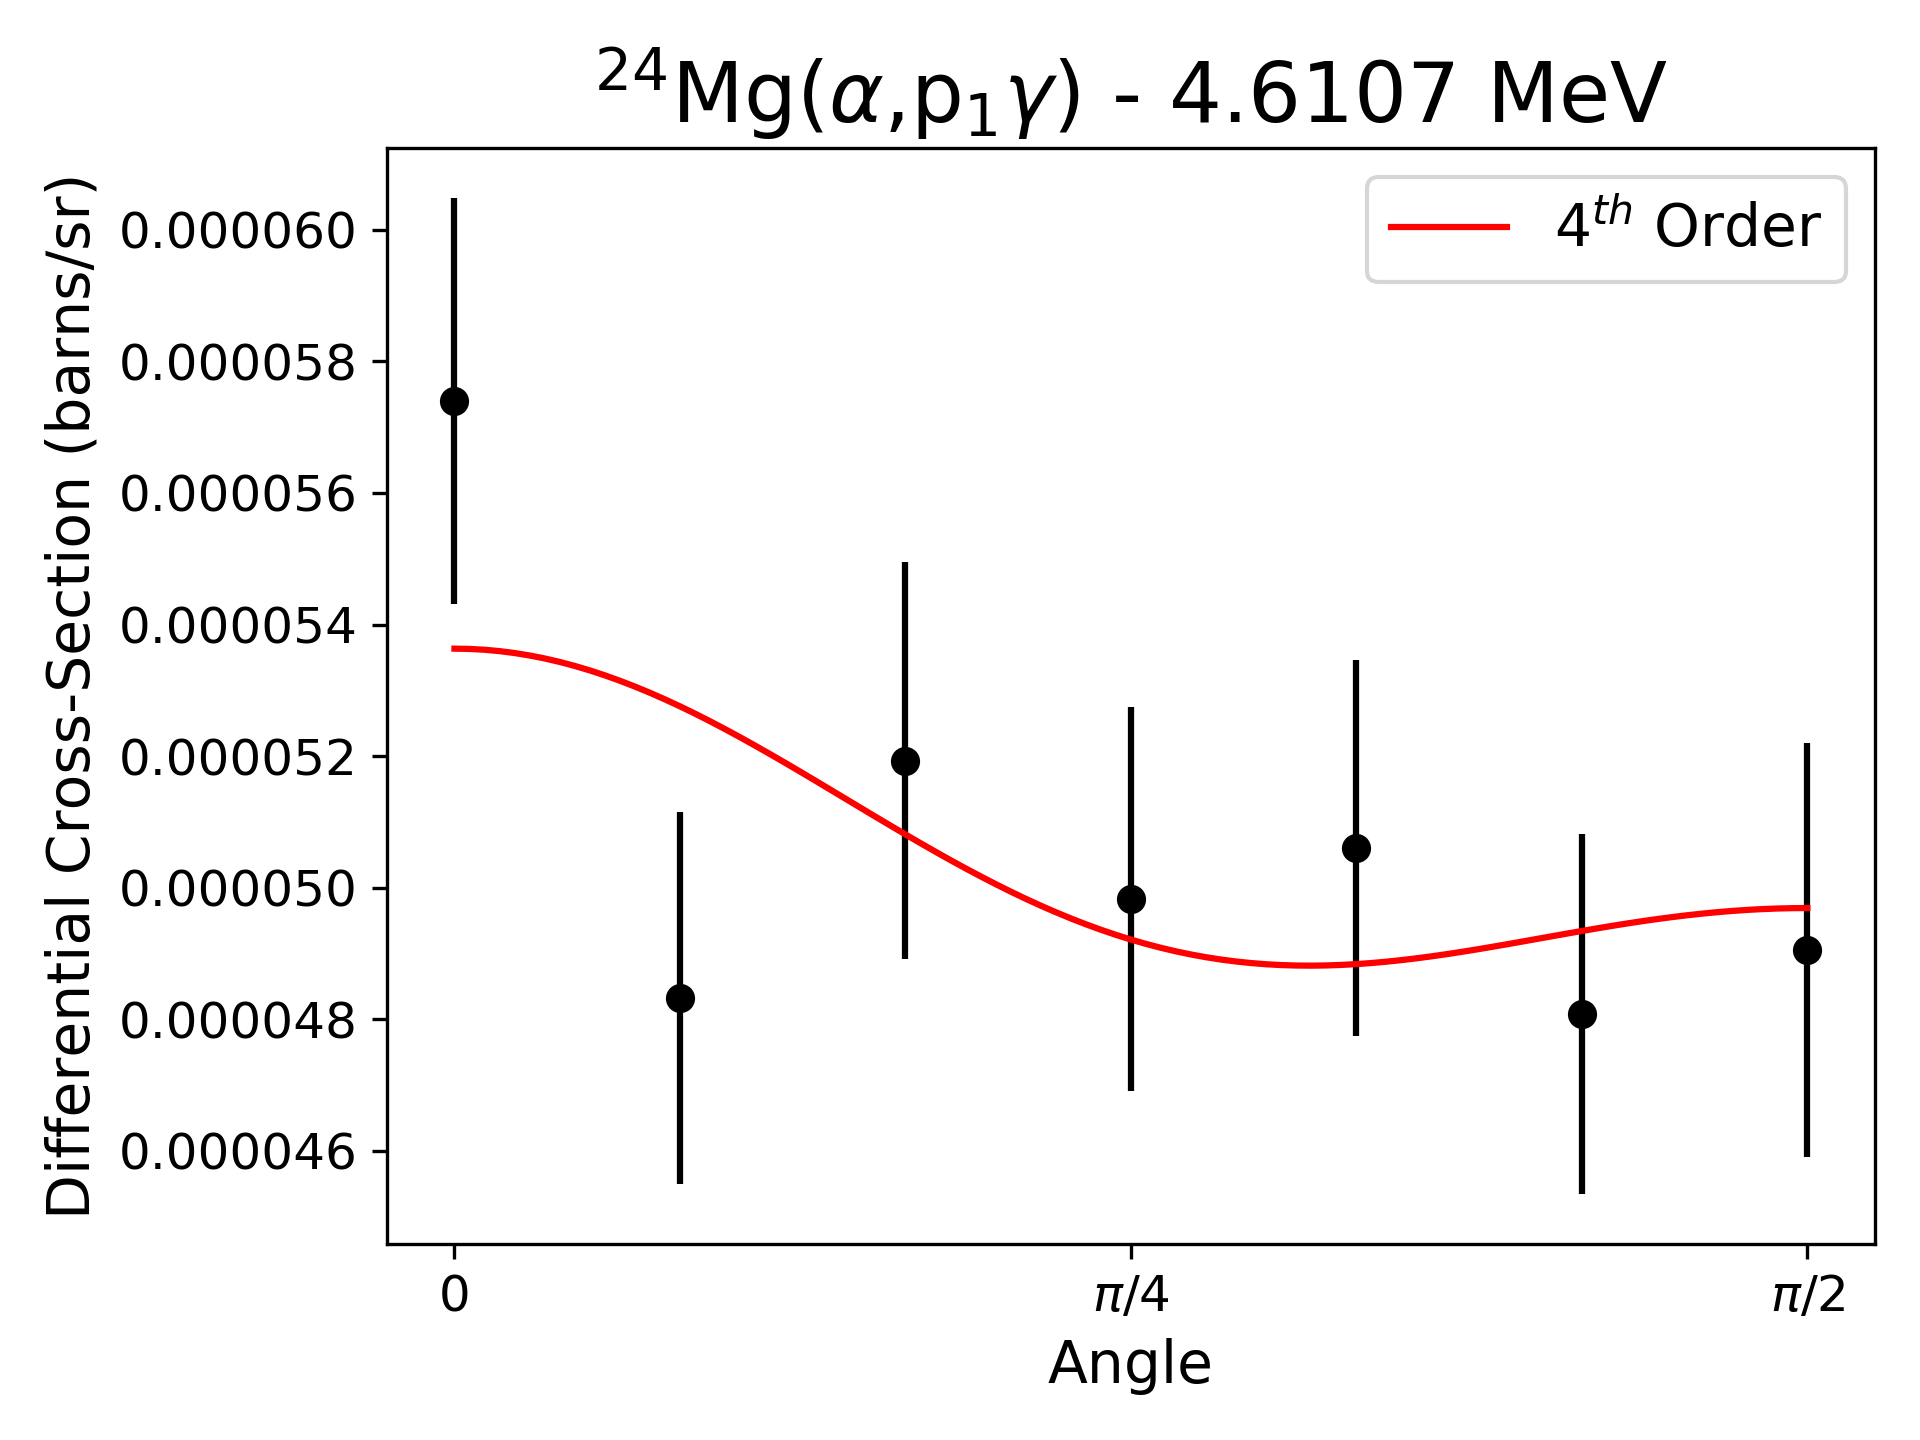 ²⁴Mg(α,p₁γ) - 4.6107 MeV
4ᵗʰ Order
Differential Cross-Section (barns/sr)
0.000060
0.000058
0.000056
0.000054
0.000052
0.000050
0.000048
0.000046
0 π/4 π/2
Angle